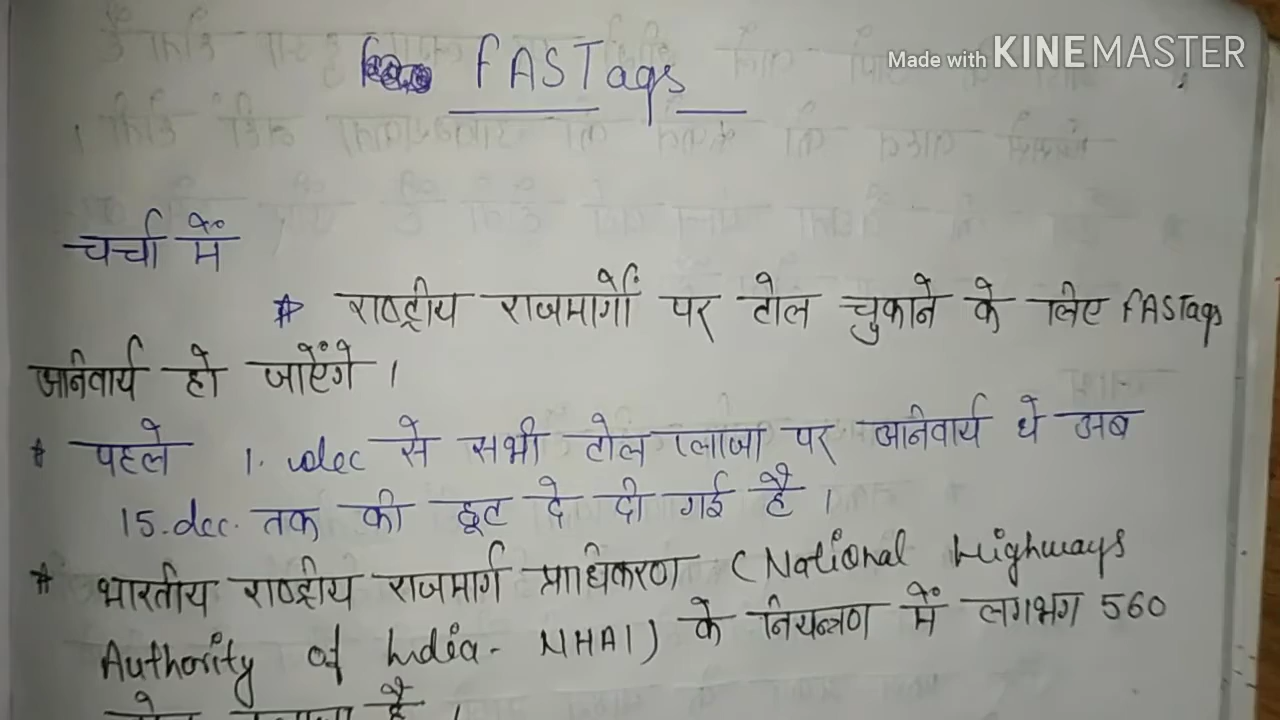 FASTags
Made with KINEMASTER
चर्चा में
* राष्ट्रीय राजमार्गों पर टोल चुकाने के लिए FASTags
अनिवार्य हो जाएंगे ।
* पहले 1. dec से सभी टोल प्लाजा पर अनिवार्य थे अब
15. dec. तक की छूट दे दी गई है ।
* भारतीय राष्ट्रीय राजमार्ग प्राधिकरण ( National Highways
Authority of India - NHAI ) के नियन्त्रण में लगभग 560
है ।